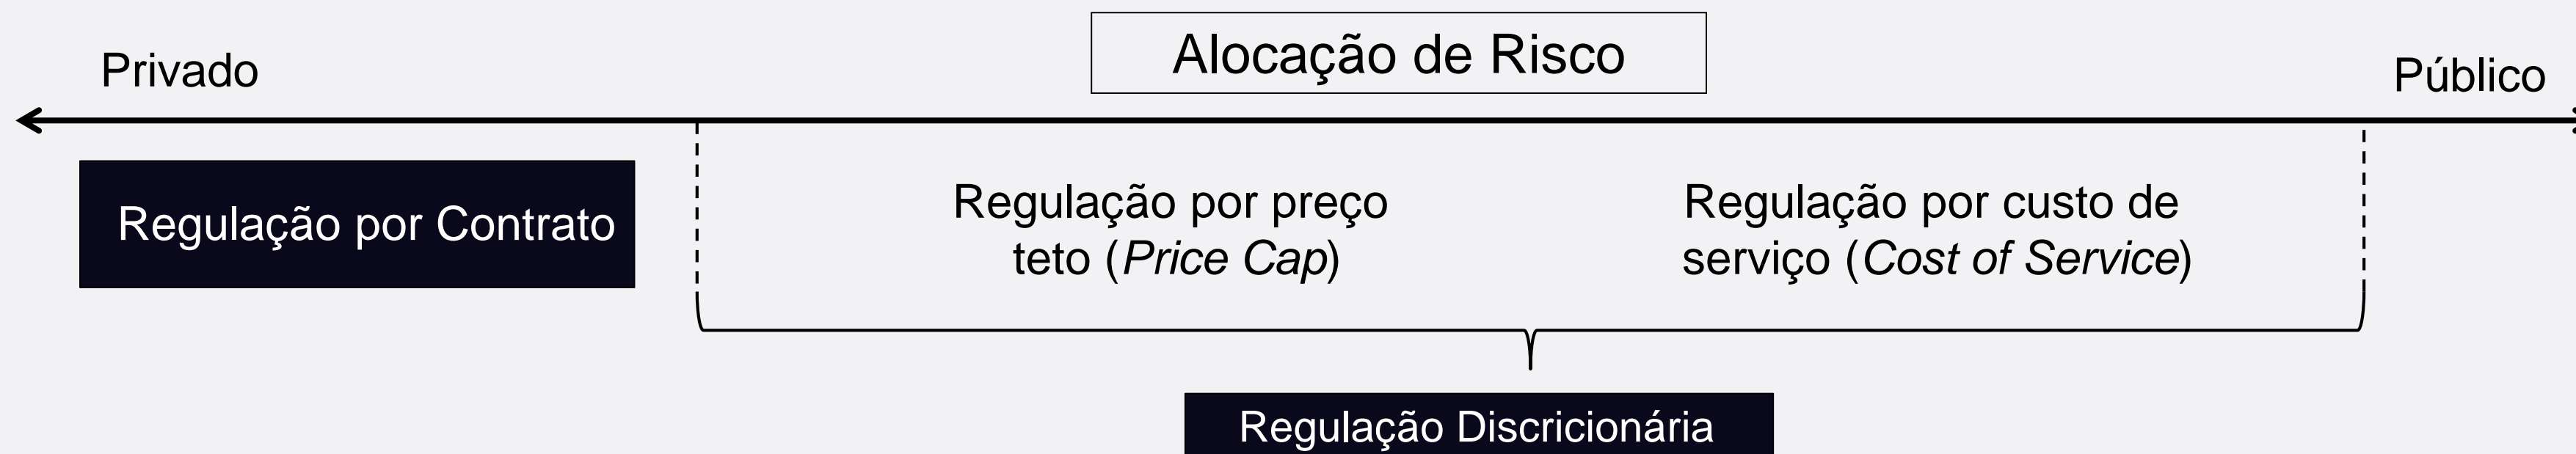 Alocação de Risco
Privado
Público
Regulação por Contrato
Regulação por preço
teto (Price Cap)
Regulação por custo de
serviço (Cost of Service)
Regulação Discricionária